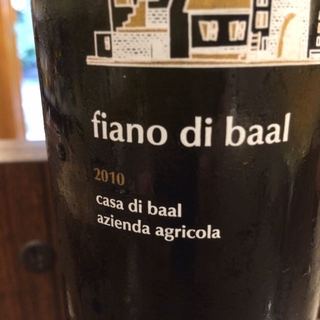 fiano di baal
2010
casa di baal
azienda agricola